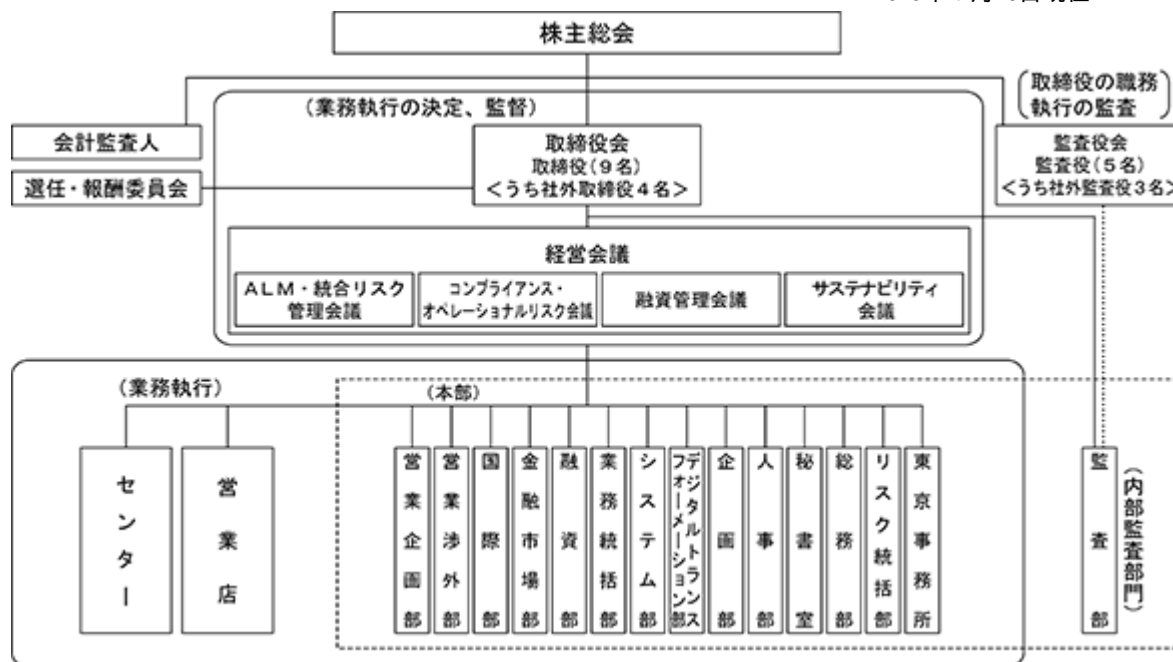 株主総会
(業務執行の決定、監督)
取締役の職務
執行の監査
会計監査人
取締役会
取締役(9名)
<うち社外取締役4名>
監査役会
監査役(5名)
<うち社外監査役3名>
選任・報酬委員会
経営会議
ALM・統合リスク
管理会議
コンプライアンス・
オペレーショナルリスク会議
融資管理会議
サステナビリティ
会議
(業務執行)
(本部)
センター
営業店
営業企画部
営業渉外部
国際部
金融市場部
融資部
業務統括部
システム部
デジタルトランス
フォーメーション部
企画部
人事部
秘書室
総務部
リスク統括部
東京事務所
監査部
(内部監査部門)